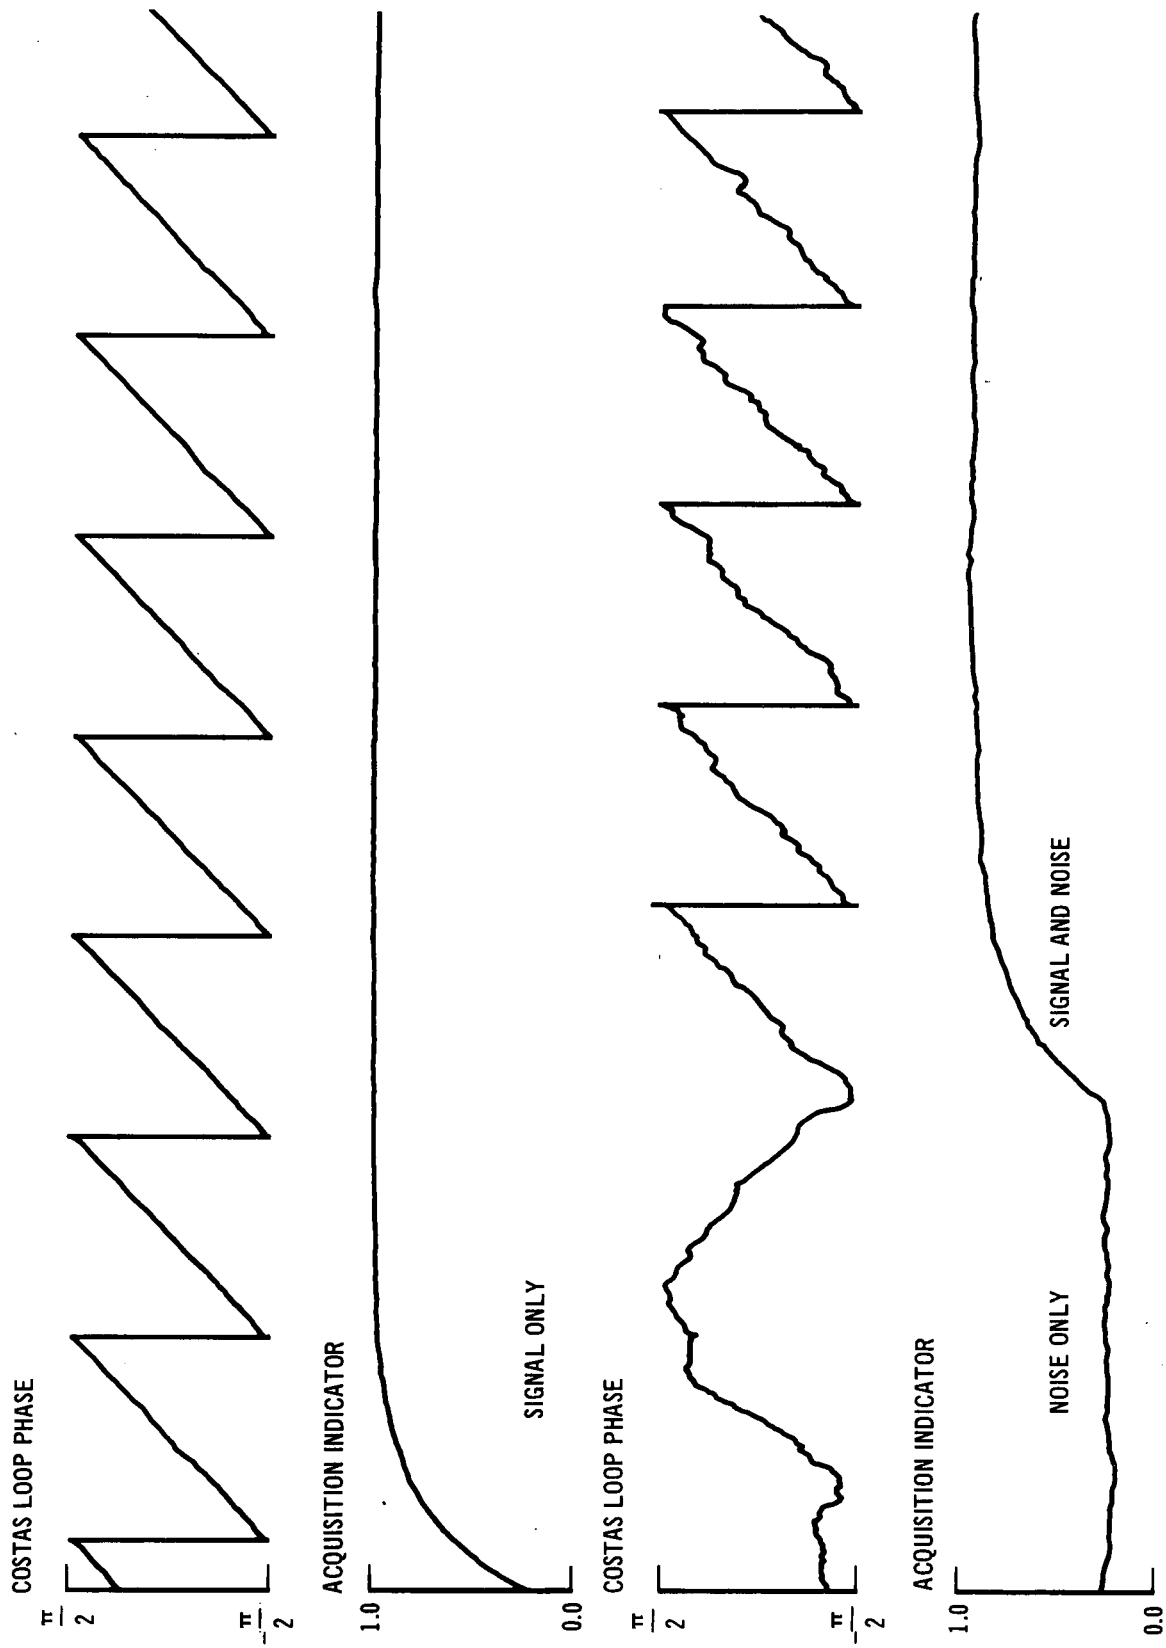 COSTAS LOOP PHASE
π/2
-π/2
ACQUISITION INDICATOR
1.0
0.0
SIGNAL ONLY
COSTAS LOOP PHASE
π/2
-π/2
ACQUISITION INDICATOR
1.0
0.0
NOISE ONLY
SIGNAL AND NOISE